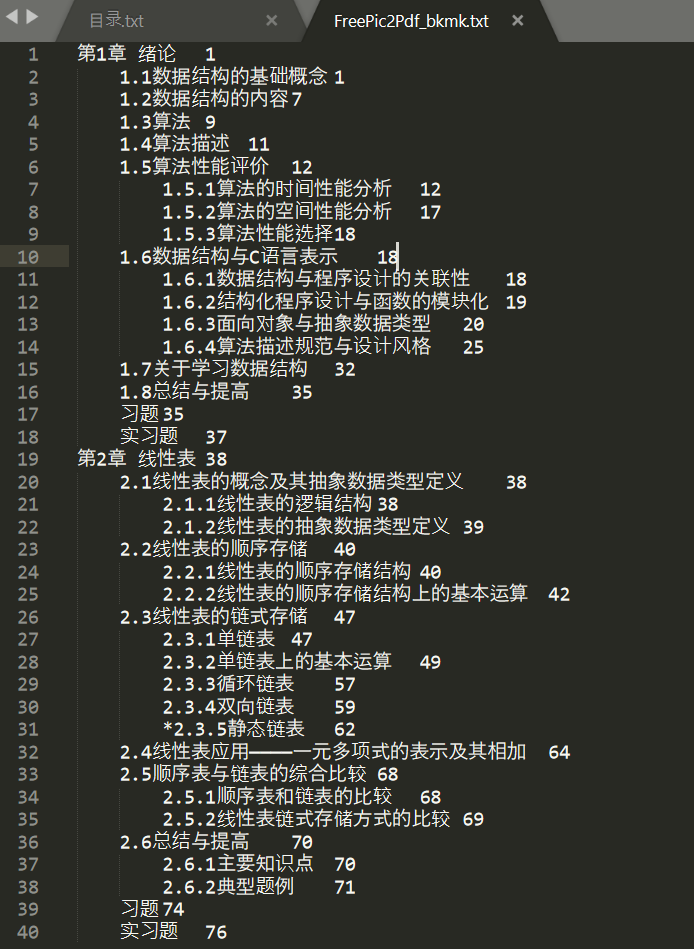 目录.txt × FreePic2Pdf_bkmk.txt ×
1 第1章 绪论 1
2 1.1数据结构的基础概念 1
3 1.2数据结构的内容 7
4 1.3算法 9
5 1.4算法描述 11
6 1.5算法性能评价 12
7 1.5.1算法的时间性能分析 12
8 1.5.2算法的空间性能分析 17
9 1.5.3算法性能选择 18
10 1.6数据结构与C语言表示 18
11 1.6.1数据结构与程序设计的关联性 18
12 1.6.2结构化程序设计与函数的模块化 19
13 1.6.3面向对象与抽象数据类型 20
14 1.6.4算法描述规范与设计风格 25
15 1.7关于学习数据结构 32
16 1.8总结与提高 35
17 习题 35
18 实习题 37
19 第2章 线性表 38
20 2.1线性表的概念及其抽象数据类型定义 38
21 2.1.1线性表的逻辑结构 38
22 2.1.2线性表的抽象数据类型定义 39
23 2.2线性表的顺序存储 40
24 2.2.1线性表的顺序存储结构 40
25 2.2.2线性表的顺序存储结构上的基本运算 42
26 2.3线性表的链式存储 47
27 2.3.1单链表 47
28 2.3.2单链表上的基本运算 49
29 2.3.3循环链表 57
30 2.3.4双向链表 59
31 *2.3.5静态链表 62
32 2.4线性表应用————一元多项式的表示及其相加 64
33 2.5顺序表与链表的综合比较 68
34 2.5.1顺序表和链表的比较 68
35 2.5.2线性表链式存储方式的比较 69
36 2.6总结与提高 70
37 2.6.1主要知识点 70
38 2.6.2典型题例 71
39 习题 74
40 实习题 76